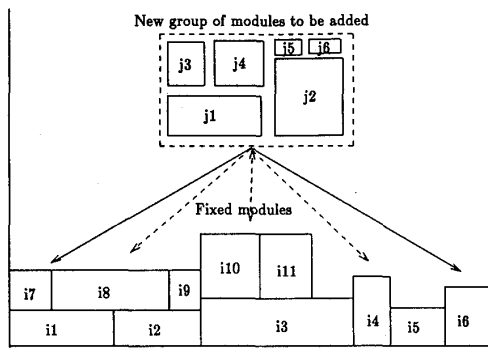 New group of modules to be added
j5 j6
j3 j4
j2
j1
Fixed modules
i10 i11
i7 i8 i9
i1 i2 i3 i4 i5 i6